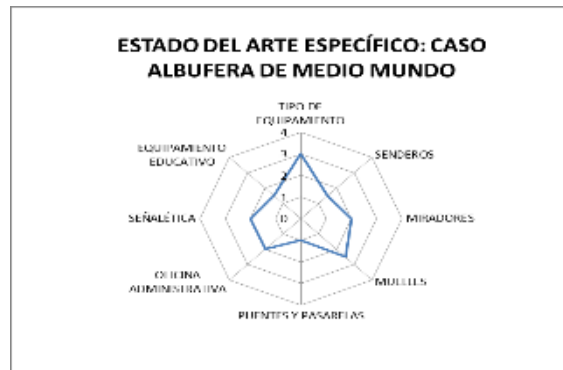 ESTADO DEL ARTE ESPECÍFICO: CASO
ALBUFERA DE MEDIO MUNDO
TIPO DE
EQUIPAMIENTO
SENDEROS
MIRADORES
MUELLES
PUENTES Y PASARELAS
OFICINA
ADMINISTRATIVA
SEÑALÉTICA
EQUIPAMIENTO
EDUCATIVO
4
3
2
1
0